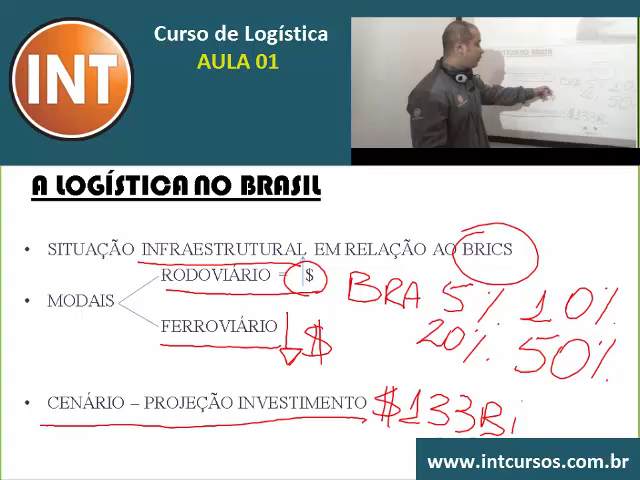 Curso de Logística
AULA 01
INT
A LOGÍSTICA NO BRASIL
• SITUAÇÃO INFRAESTRUTURAL EM RELAÇÃO AO BRICS
RODOVIÁRIO = $
BRA 5% 10%
• MODAIS
FERROVIÁRIO $
20% 50%
• CENÁRIO – PROJEÇÃO INVESTIMENTO $133Bi
www.intcursos.com.br